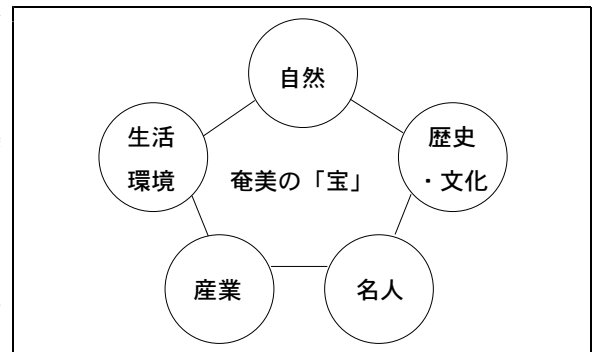 自然
生活
環境
歴史
・文化
奄美の「宝」
産業
名人